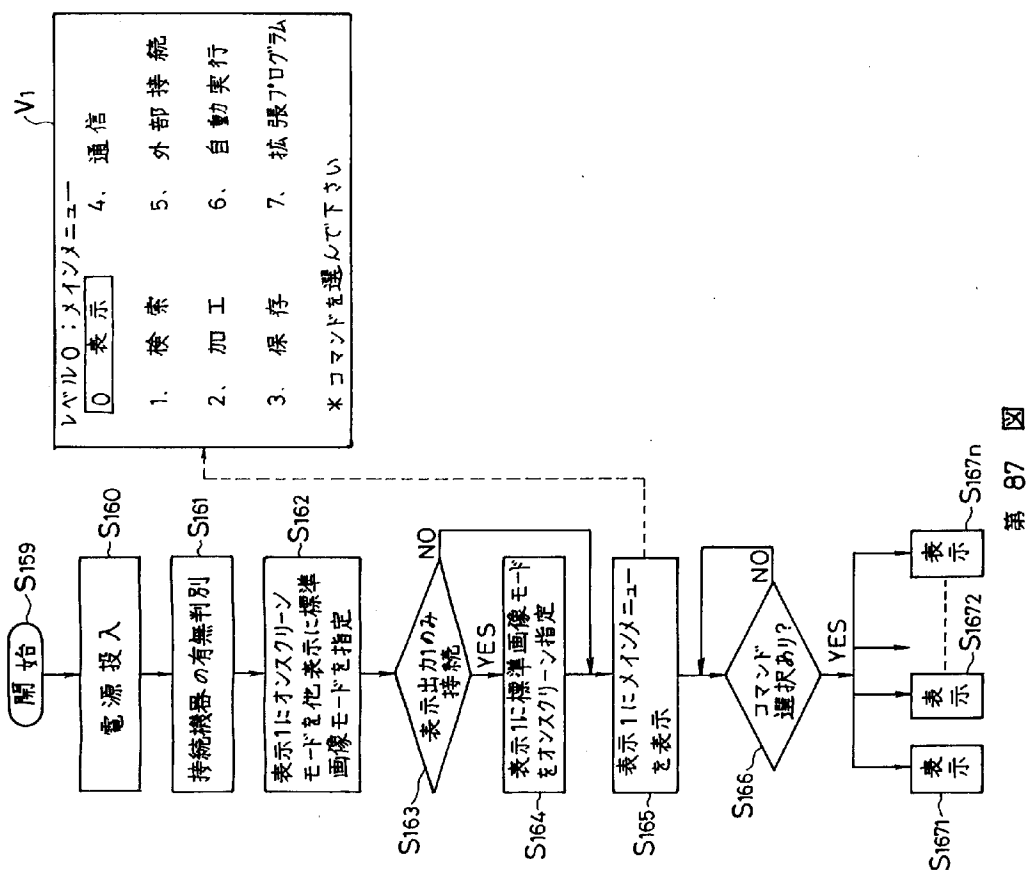 開始
S159
電源投入
S160
接続機器の有無判別
S161
表示1にオンスクリーン
モードを他表示に標準
画像モードを指定
S162
表示出力1のみ
接続
NO
YES
S163
表示1に標準画像モード
をオンスクリーン指定
S164
表示1にメインメニュー
を表示
S165
コマンド
選択あり?
NO
YES
S166
表示
表示
表示
S1671
S1672
S167n
V1
レベル0:メインメニュー
0 表示
4、通信
1. 検索
5、外部接続
2、加工
6、自動実行
3. 保存
7、拡張プログラム
*コマンドを選んで下さい
第 87 図